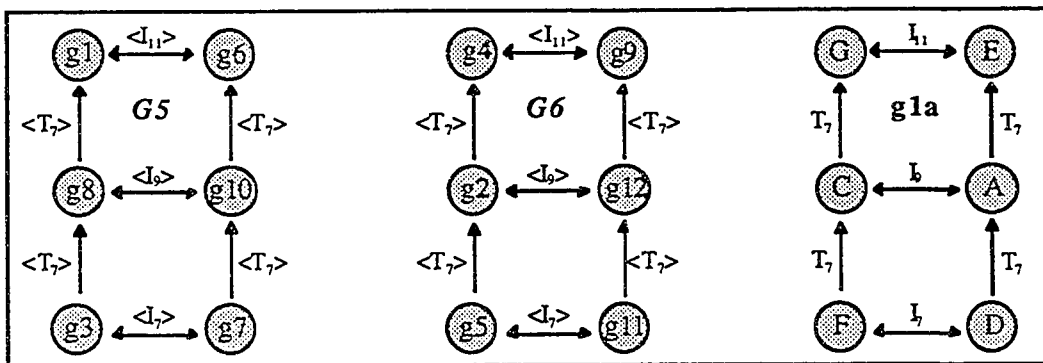 g1 <I₁₁> g6 g4 <I₁₁> g9 G I₁₁ E
G5 G6 g1a
<T₇> <T₇> <T₇> <T₇> T₇ T₇
g8 <I₉> g10 g2 <I₉> g12 C I₉ A
<T₇> <T₇> <T₇> <T₇> T₇ T₇
g3 <I₇> g7 g5 <I₇> g11 F I₇ D